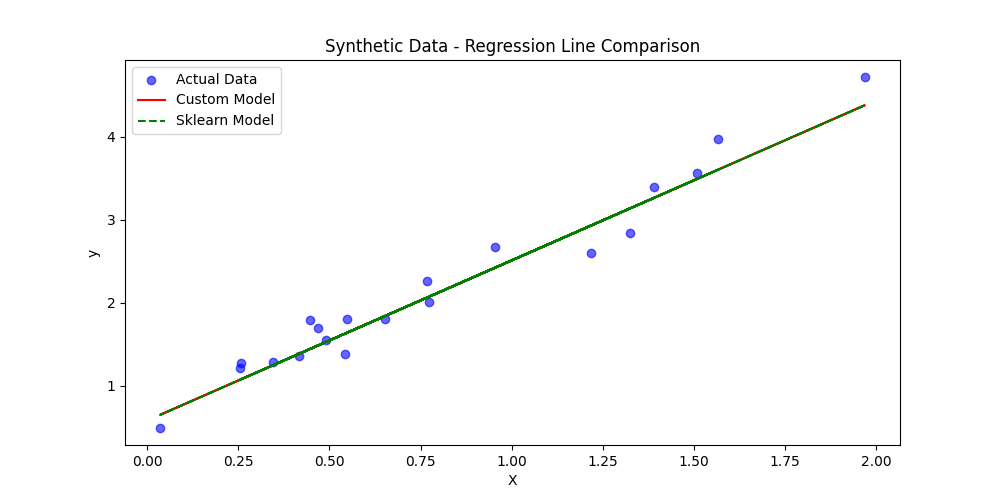 Synthetic Data - Regression Line Comparison
Actual Data
Custom Model
Sklearn Model
4
3
2
1
y
0.00 0.25 0.50 0.75 1.00 1.25 1.50 1.75 2.00
X